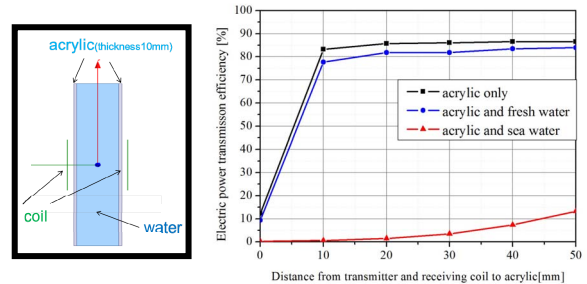 acrylic(thickness10mm)
coil
water
Electric power transmisson efficiency [%]
100
90
80
70
60
50
40
30
20
10
0
acrylic only
acrylic and fresh water
acrylic and sea water
0 10 20 30 40 50
Distance from transmitter and receiving coil to acrylic[mm]